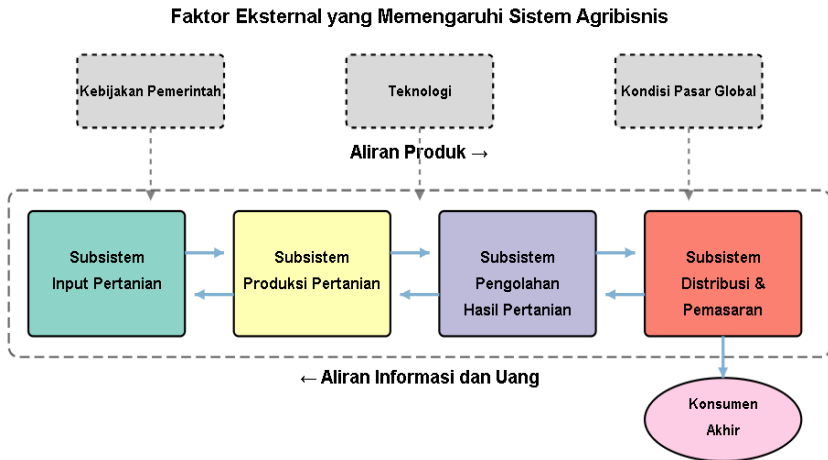 Faktor Eksternal yang Memengaruhi Sistem Agribisnis
Kebijakan Pemerintah
Teknologi
Kondisi Pasar Global
Aliran Produk →
Subsistem
Input Pertanian
Subsistem
Produksi Pertanian
Subsistem
Pengolahan
Hasil Pertanian
Subsistem
Distribusi &
Pemasaran
← Aliran Informasi dan Uang
Konsumen
Akhir